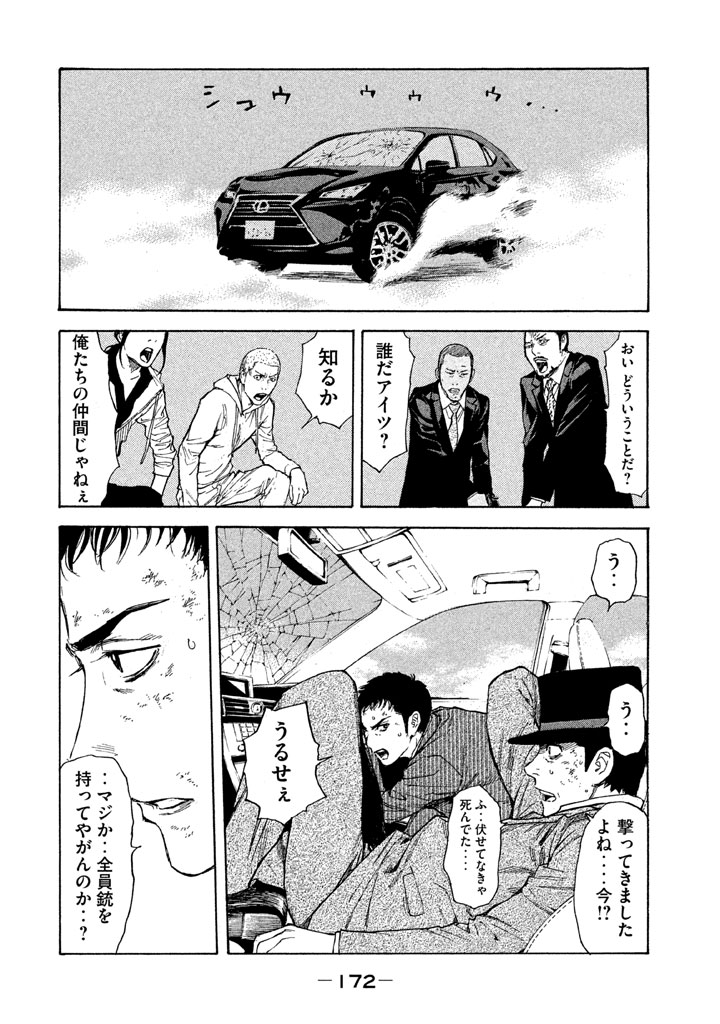 シュウゥゥゥ...
おい どういうことだ?
誰だアイツ?
知るか
俺たちの仲間じゃねぇ
う‥
う‥
撃ってきました
よね‥‥今!?
ふ‥伏せてなきゃ
死んでた‥‥
うるせぇ
‥マジか‥全員銃を
持ってやがんのか‥?
-172-